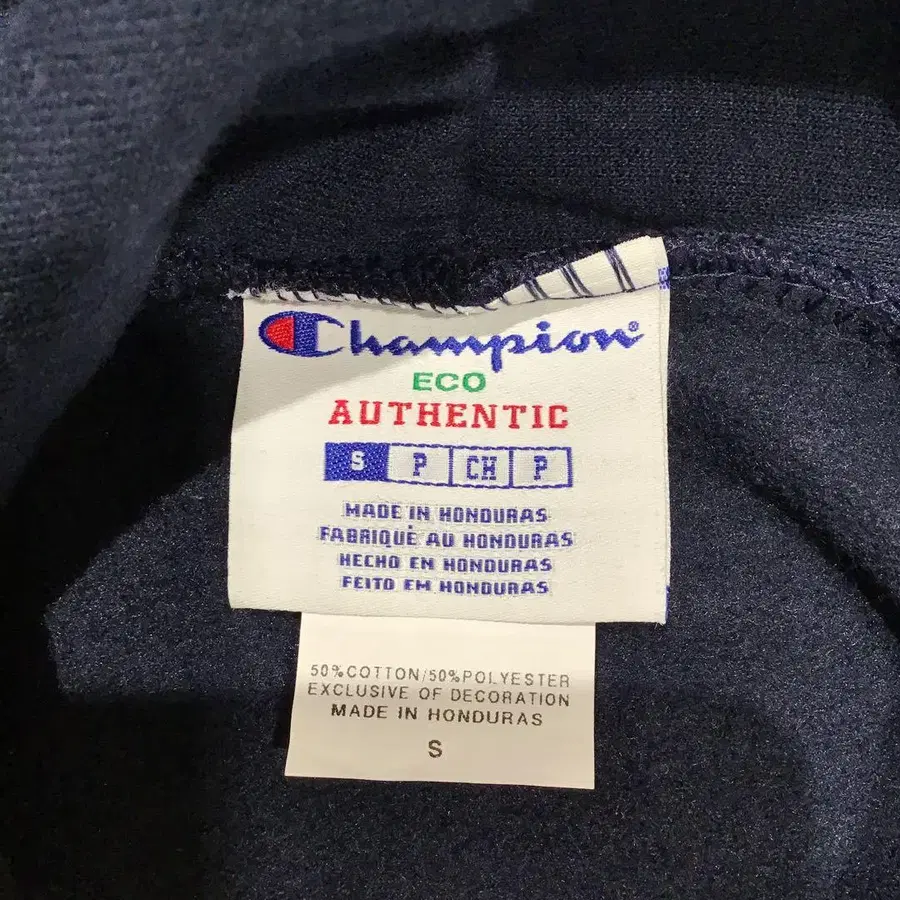 Champion®
ECO
AUTHENTIC
S P CH P
MADE IN HONDURAS
FABRIQUÉ AU HONDURAS
HECHO EN HONDURAS
FEITO EM HONDURAS
50%COTTON/50%POLYESTER
EXCLUSIVE OF DECORATION
MADE IN HONDURAS
S